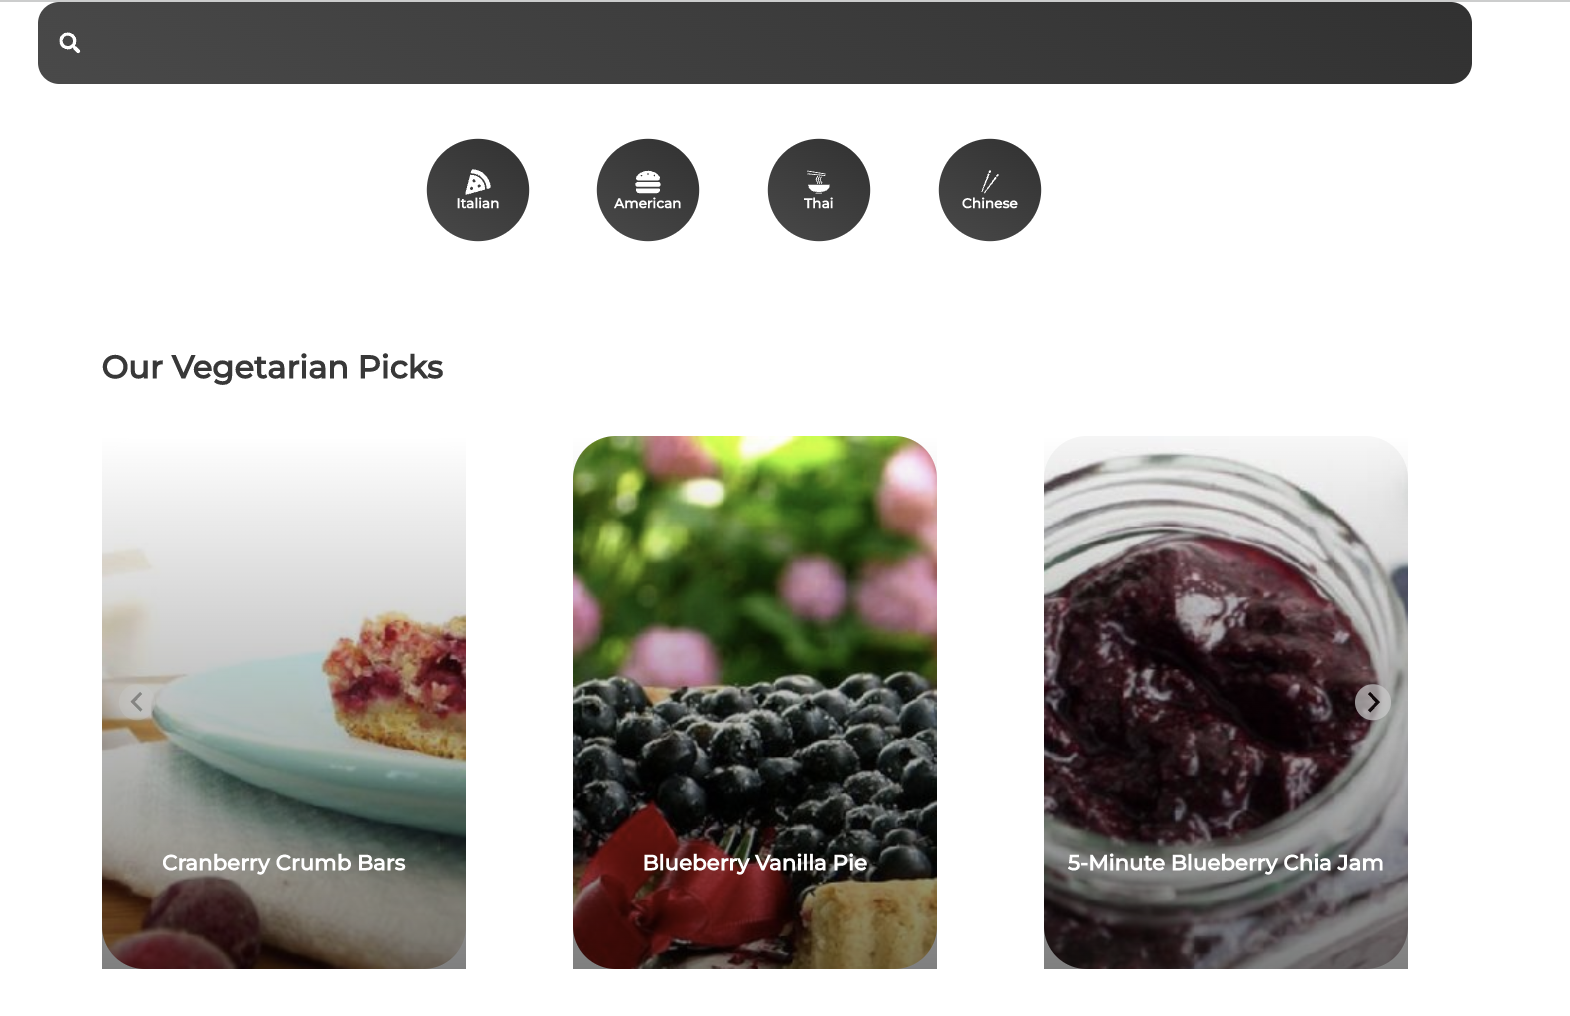 Italian
American
Thai
Chinese
Our Vegetarian Picks
Cranberry Crumb Bars
Blueberry Vanilla Pie
5-Minute Blueberry Chia Jam